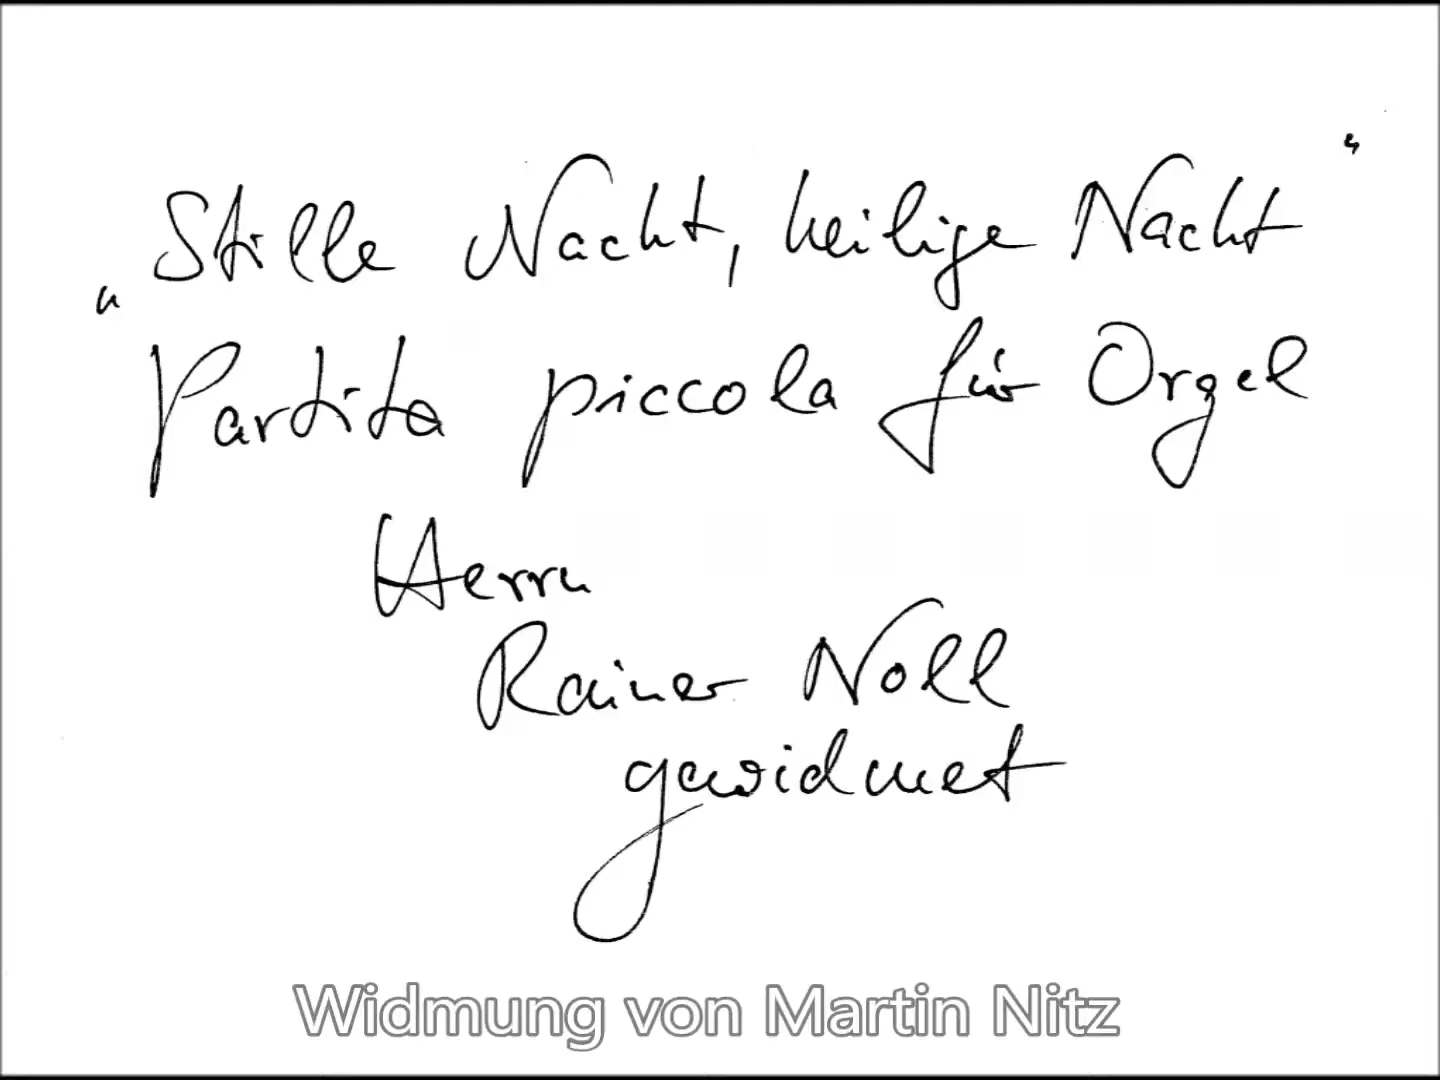 „Stille Nacht, heilige Nacht“
Partita piccola für Orgel
Herrn
Rainer Noll
gewidmet
Widmung von Martin Nitz